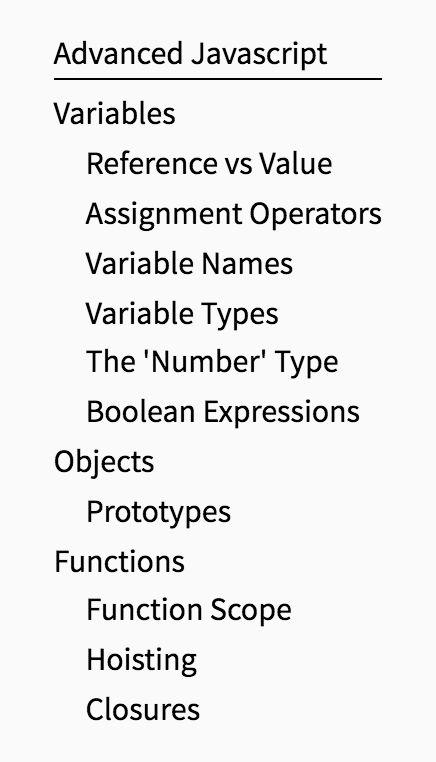 Advanced Javascript
Variables
Reference vs Value
Assignment Operators
Variable Names
Variable Types
The 'Number' Type
Boolean Expressions
Objects
Prototypes
Functions
Function Scope
Hoisting
Closures